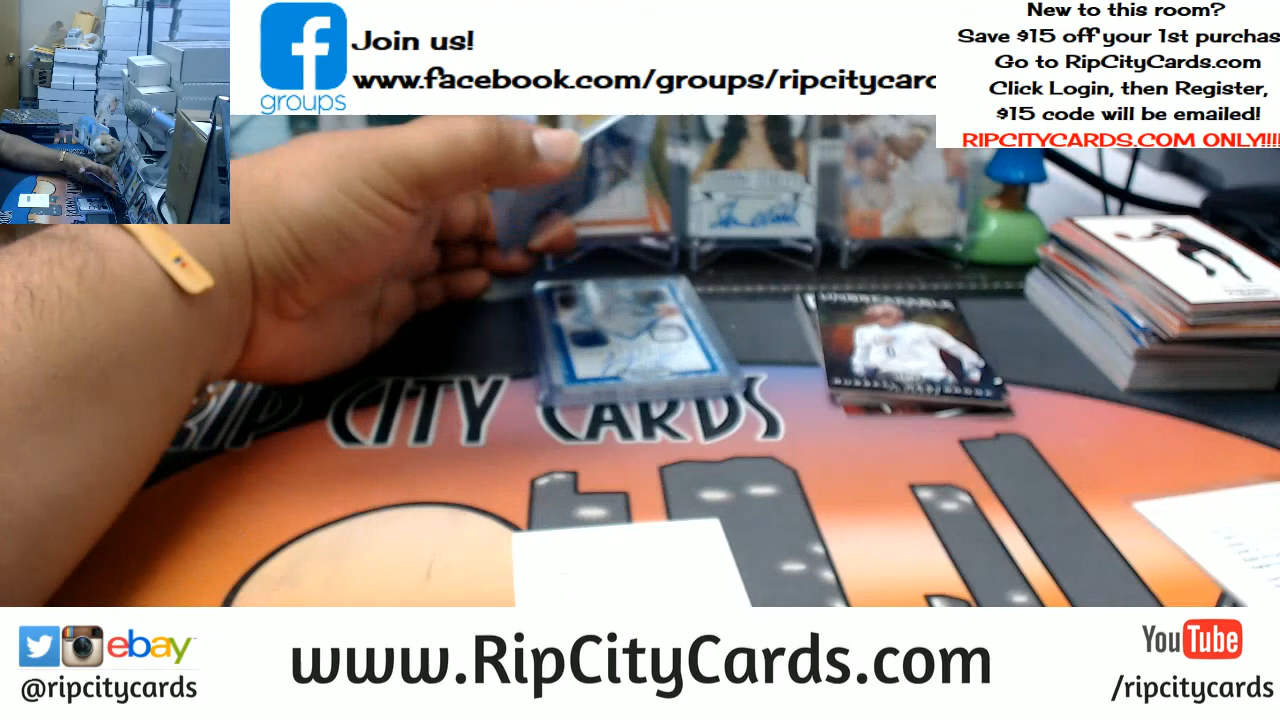 Join us!
www.facebook.com/groups/ripcitycarc
groups
New to this room?
Save $15 off your 1st purchas
Go to RipCityCards.com
Click Login, then Register,
$15 code will be emailed!
RIPCITYCARDS.COM ONLY!!!!
UNBREAKABLE
RIP CITY CARDS
ebay
@ripcitycards
www.RipCityCards.com
YouTube
/ripcitycards